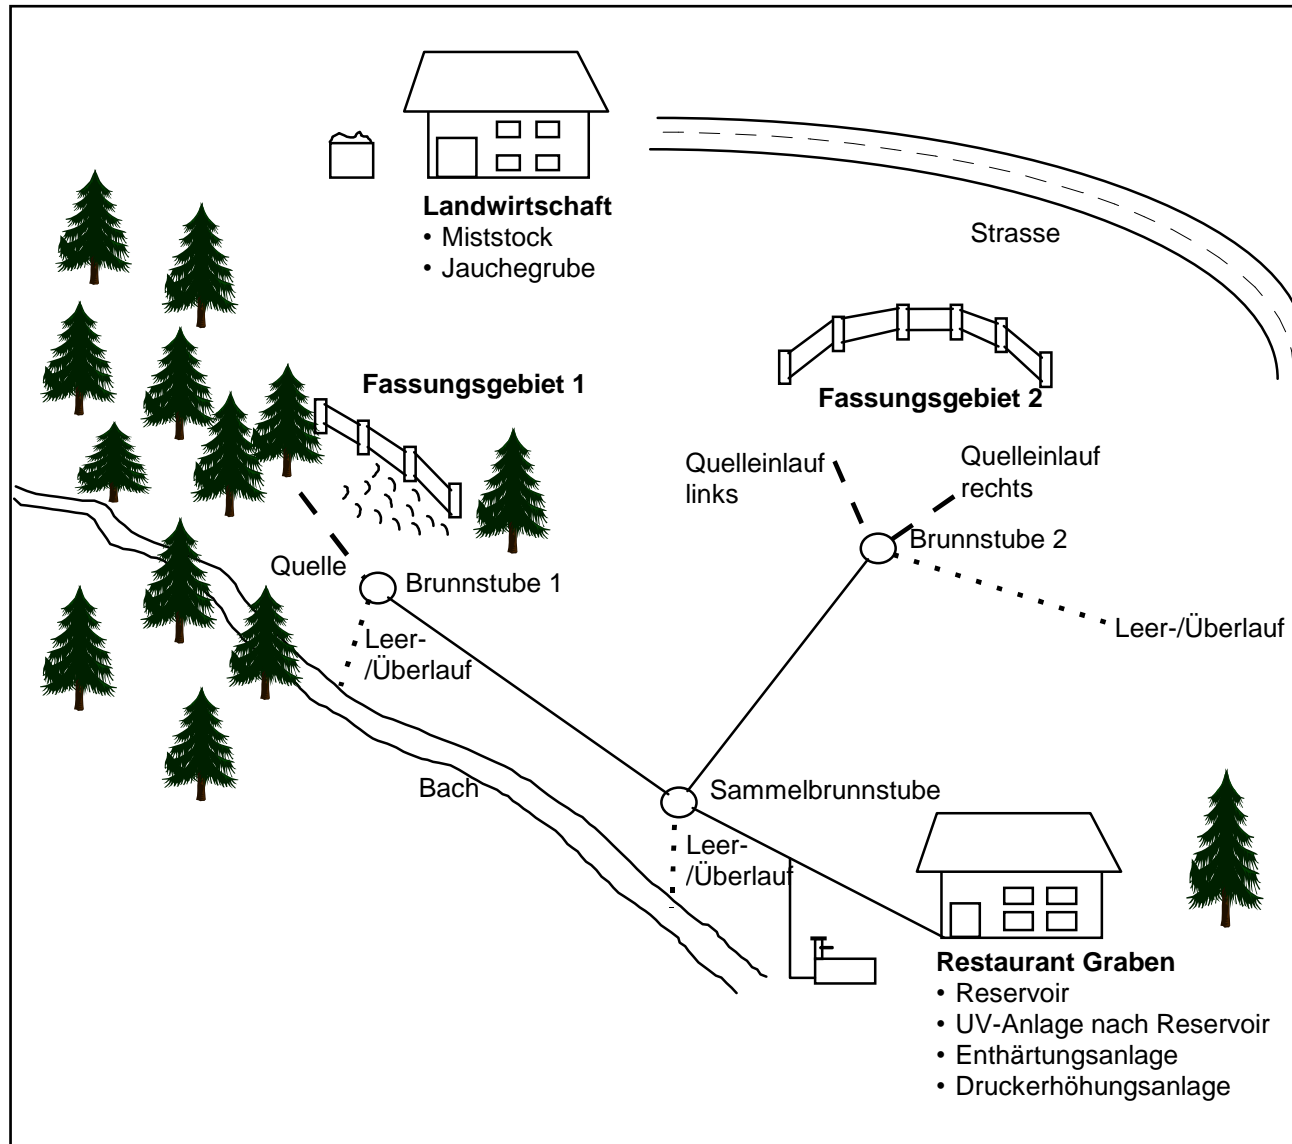 Landwirtschaft
• Miststock
• Jauchegrube
Strasse
Fassungsgebiet 1
Fassungsgebiet 2
Quelleinlauf
links
Quelleinlauf
rechts
Brunnstube 2
Quelle
Brunnstube 1
Leer-
/Überlauf
Leer-/Überlauf
Bach
Sammelbrunnstube
Leer-
/Überlauf
Restaurant Graben
• Reservoir
• UV-Anlage nach Reservoir
• Enthärtungsanlage
• Druckerhöhungsanlage